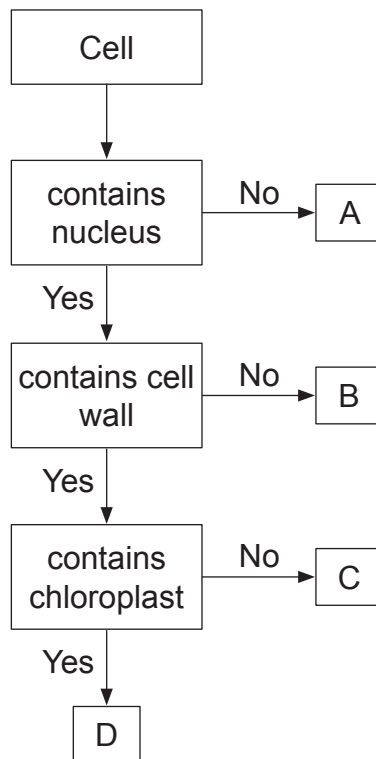 Cell
contains
nucleus
No
A
Yes
contains cell
wall
No
B
Yes
contains
chloroplast
No
C
Yes
D